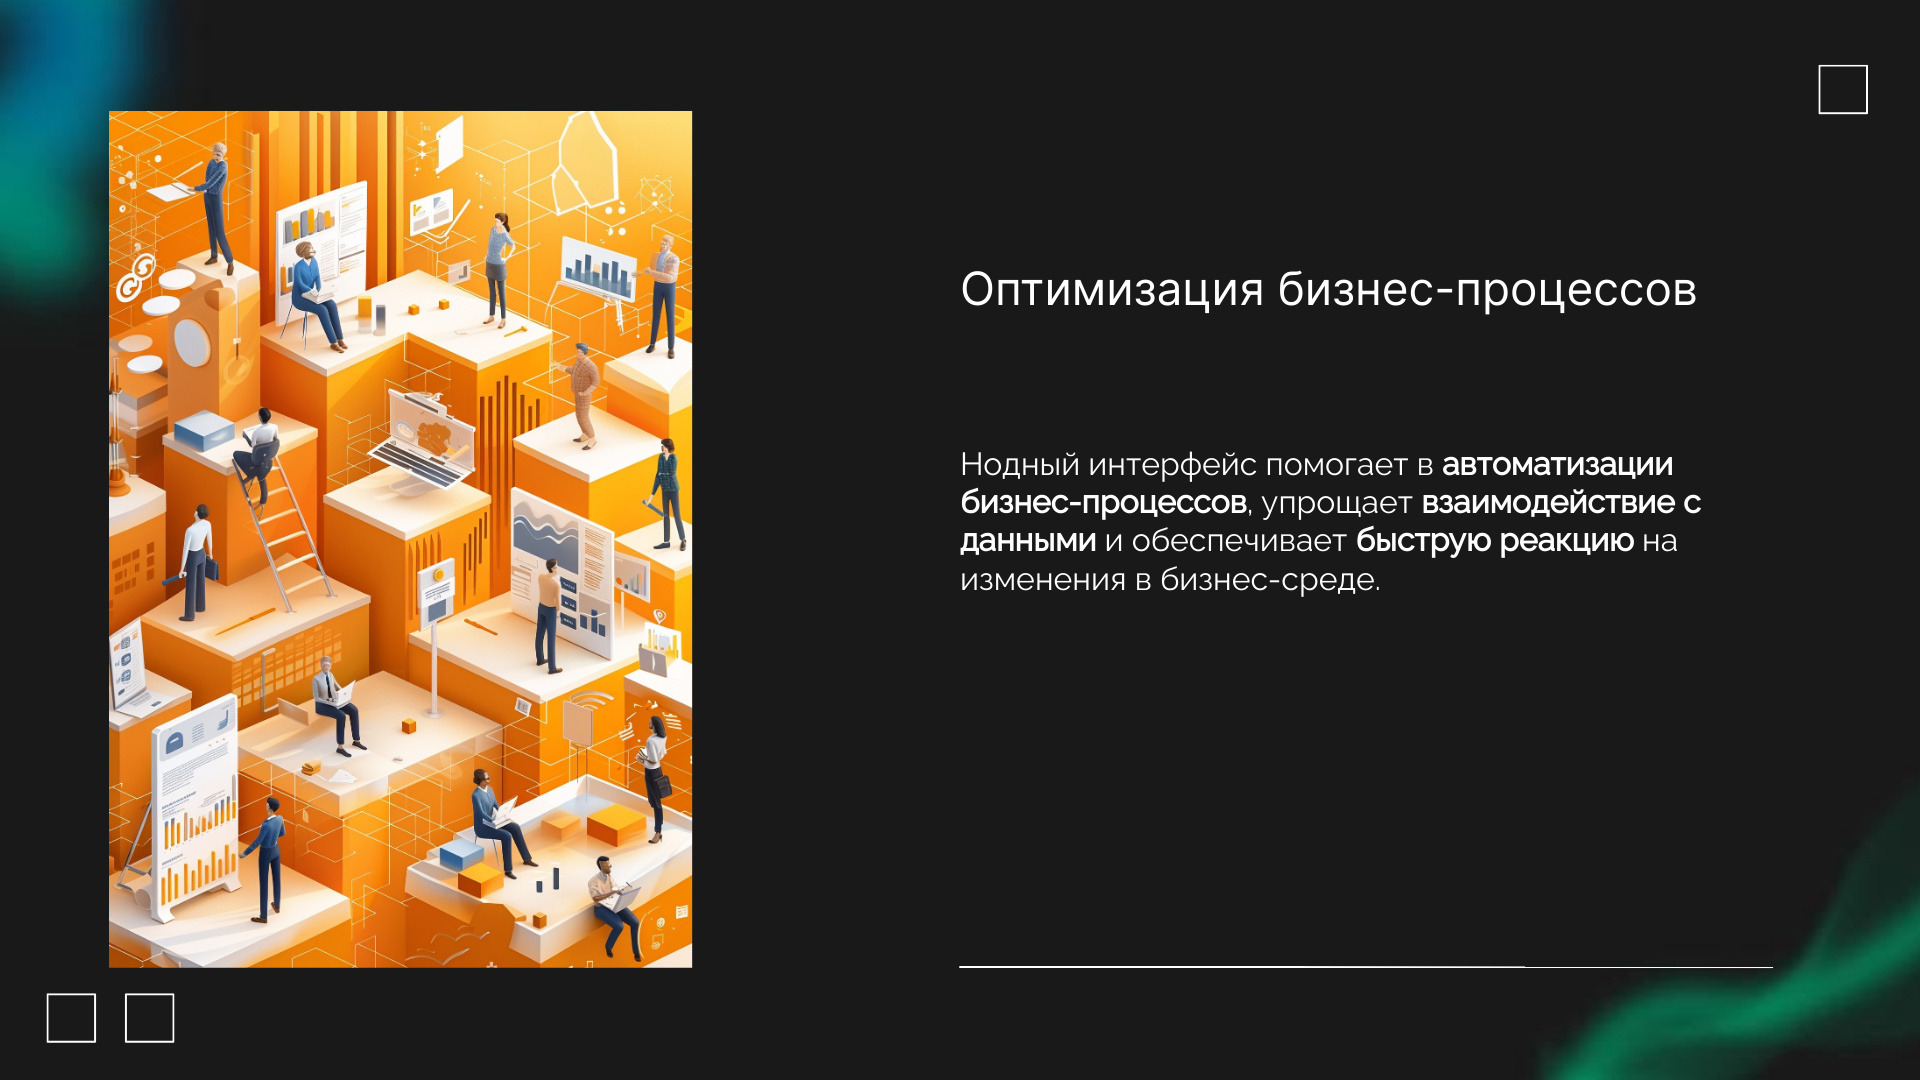 Оптимизация бизнес-процессов
Нодный интерфейс помогает в автоматизации
бизнес-процессов, упрощает взаимодействие с
данными и обеспечивает быструю реакцию на
изменения в бизнес-среде.